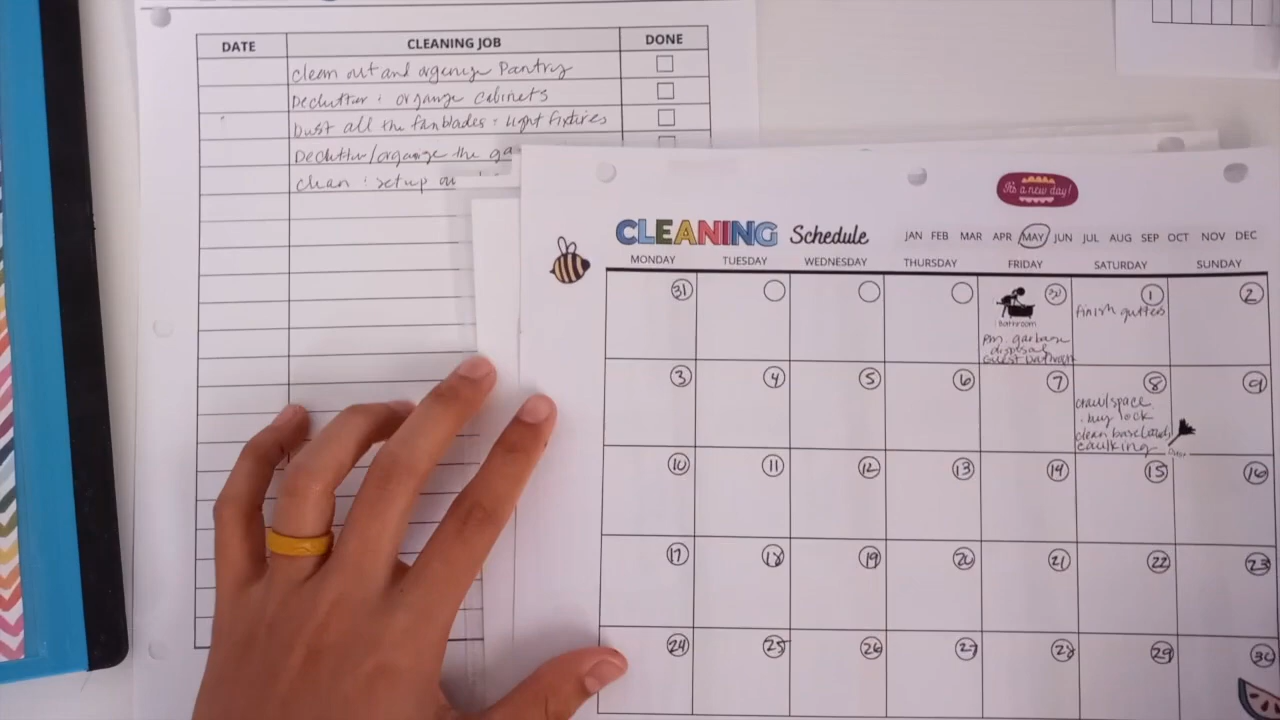 DATE CLEANING JOB DONE
clean out and organize Pantry
Declutter : organize cabinets
Dust all the fan blades : light fixtures
Declutter/organize the ga
clean : setup
It's a new day!
CLEANING Schedule
JAN FEB MAR APR MAY JUN JUL AUG SEP OCT NOV DEC
MONDAY TUESDAY WEDNESDAY THURSDAY FRIDAY SATURDAY SUNDAY
31 30 1 2
Bathroom
pm. garbage
disposal
Guest Bathroom
finish gutters
3 4 5 6 7 8 9
crawlspace
: buy lock
clean baseboards
caulking
10 11 12 13 14 15 16
17 18 19 20 21 22 23
24 25 26 27 28 29 30